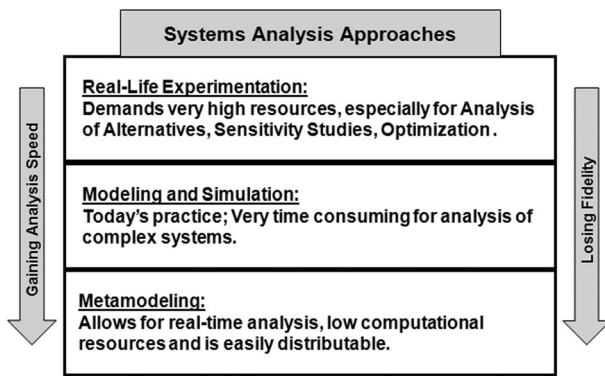 Systems Analysis Approaches
Gaining Analysis Speed
Real-Life Experimentation:
Demands very high resources, especially for Analysis
of Alternatives, Sensitivity Studies, Optimization .
Modeling and Simulation:
Today's practice; Very time consuming for analysis of
complex systems.
Metamodeling:
Allows for real-time analysis, low computational
resources and is easily distributable.
Losing Fidelity